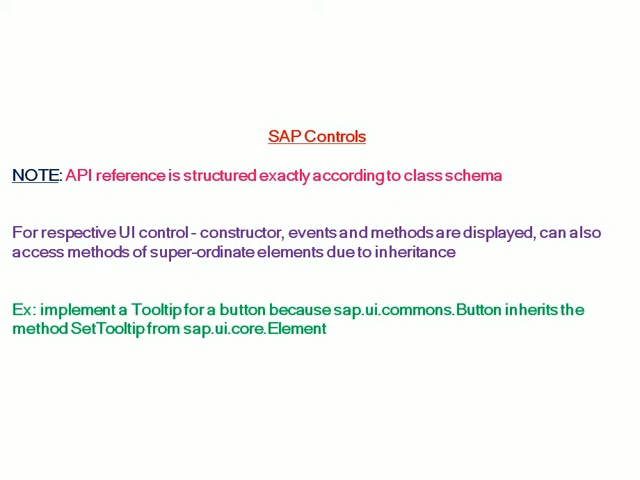 SAP Controls
NOTE: API reference is structured exactly according to class schema
For respective UI control - constructor, events and methods are displayed, can also
access methods of super-ordinate elements due to inheritance
Ex: implement a Tooltip for a button because sap.ui.commons.Button inherits the
method SetTooltip from sap.ui.core.Element